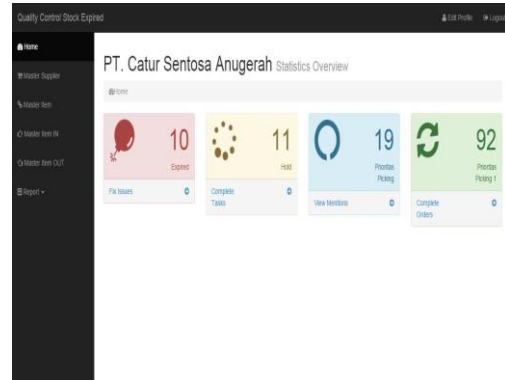 Quality Control Stock Expired
Edit Profile
Logout
Home
Master Supplier
Master Item
Master Item IN
Master Item OUT
Report
PT. Catur Sentosa Anugerah Statistics Overview
Home
10
Expired
Fix Issues
11
Hold
Complete
Tasks
19
Prioritas
Picking
View Mentions
92
Prioritas
Picking 1
Complete
Orders